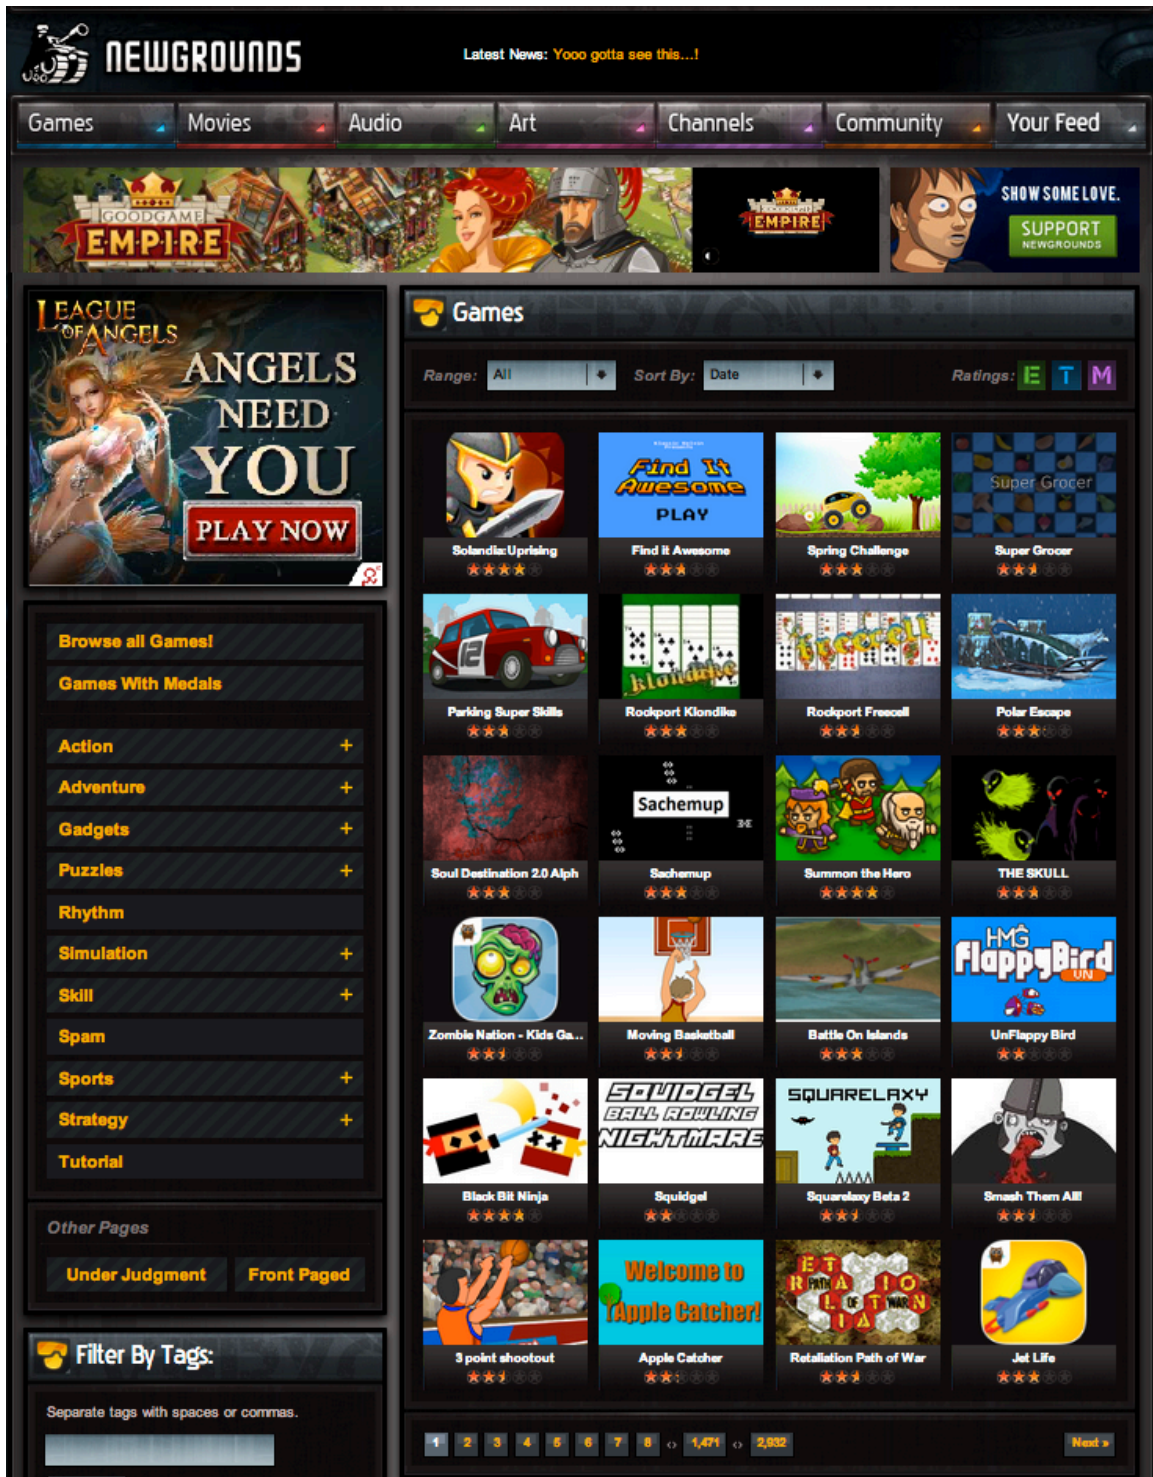 NEWGROUNDS
Latest News: Yooo gotta see this...!
Games
Movies
Audio
Art
Channels
Community
Your Feed
GOODGAME
EMPIRE
GOODGAME
EMPIRE
SHOW SOME LOVE.
SUPPORT
NEWGROUNDS
LEAGUE
OF ANGELS
ANGELS
NEED
YOU
PLAY NOW
Browse all Games!
Games With Medals
Action +
Adventure +
Gadgets +
Puzzles +
Rhythm
Simulation +
Skill +
Spam
Sports +
Strategy +
Tutorial
Other Pages
Under Judgment
Front Paged
Filter By Tags:
Separate tags with spaces or commas.
Games
Range: All
Sort By: Date
Ratings: E T M
Find It
Awesome
PLAY
Super Grocer
Solandia: Uprising
Find it Awesome
Spring Challenge
Super Grocer
12
klondike
freecell
Parking Super Skills
Rockport Klondike
Rockport Freecell
Polar Escape
Sachemup
Soul Destination 2.0 Alph
Sachemup
Summon the Hero
THE SKULL
HMG
FlappyBird
UN
Zombie Nation - Kids Ga...
Moving Basketball
Battle On Islands
UnFlappy Bird
SQUIDGEL
BALL ROWLING
NIGHTMARE
SQUARELAXY
Black Bit Ninja
Squidgel
Squarelaxy Beta 2
Smash Them All!
Welcome to
Apple Catcher!
RETALIATION
PATH OF WAR
3 point shootout
Apple Catcher
Retaliation Path of War
Jet Life
1 2 3 4 5 6 7 8 ‹› 1,471 ‹› 2,932
Next »